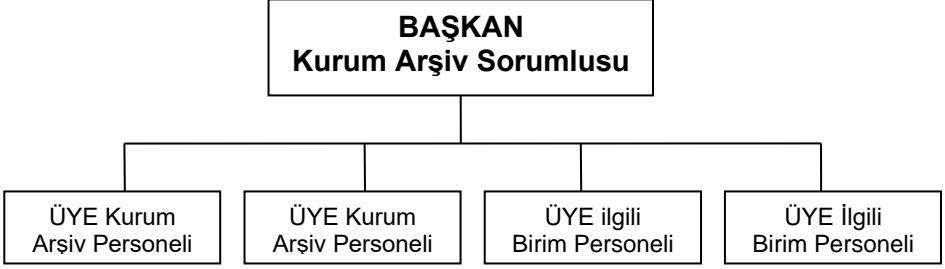 BAŞKAN
Kurum Arşiv Sorumlusu
ÜYE Kurum
Arşiv Personeli
ÜYE Kurum
Arşiv Personeli
ÜYE ilgili
Birim Personeli
ÜYE İlgili
Birim Personeli